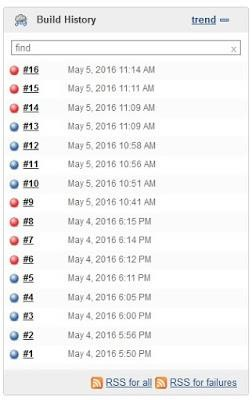 Build History trend
find x
#16 May 5, 2016 11:14 AM
#15 May 5, 2016 11:11 AM
#14 May 5, 2016 11:09 AM
#13 May 5, 2016 11:09 AM
#12 May 5, 2016 10:58 AM
#11 May 5, 2016 10:56 AM
#10 May 5, 2016 10:51 AM
#9 May 5, 2016 10:41 AM
#8 May 4, 2016 6:15 PM
#7 May 4, 2016 6:14 PM
#6 May 4, 2016 6:12 PM
#5 May 4, 2016 6:11 PM
#4 May 4, 2016 6:05 PM
#3 May 4, 2016 6:00 PM
#2 May 4, 2016 5:56 PM
#1 May 4, 2016 5:50 PM
RSS for all RSS for failures